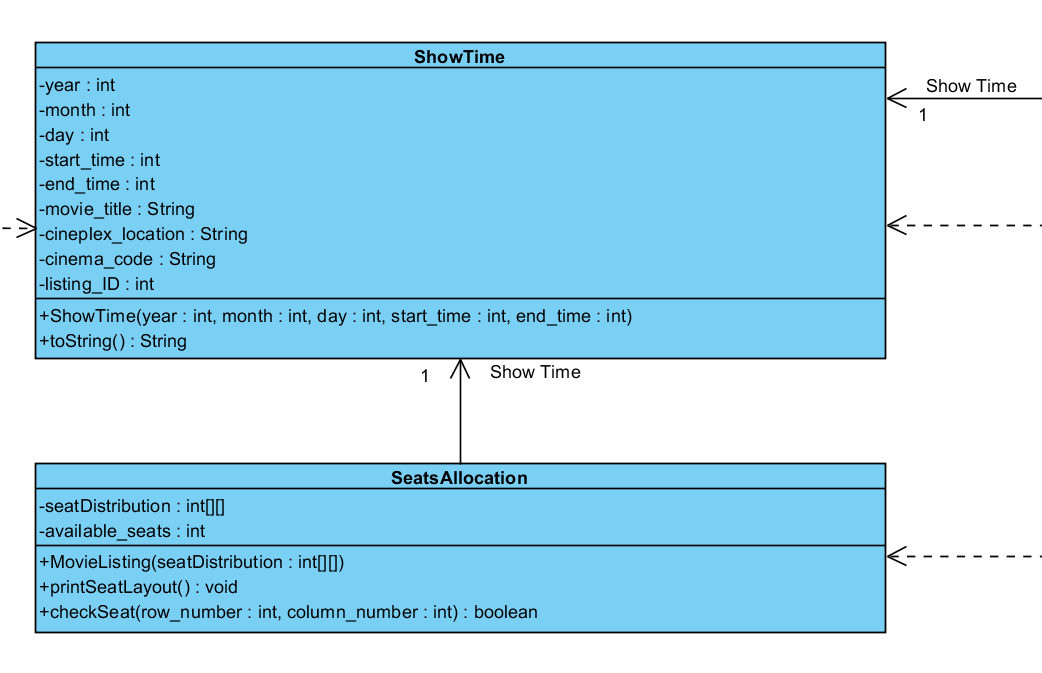 ShowTime
-year : int
Show Time
-month : int
1
-day : int
-start_time : int
-end_time : int
-movie_title : String
-cineplex_location : String
-cinema_code : String
-listing_ID : int
+ShowTime(year : int, month : int, day : int, start_time : int, end_time : int)
+toString() : String
1 Show Time
SeatsAllocation
-seatDistribution : int[][]
-available_seats : int
+MovieListing(seatDistribution : int[][])
+printSeatLayout() : void
+checkSeat(row_number : int, column_number : int) : boolean